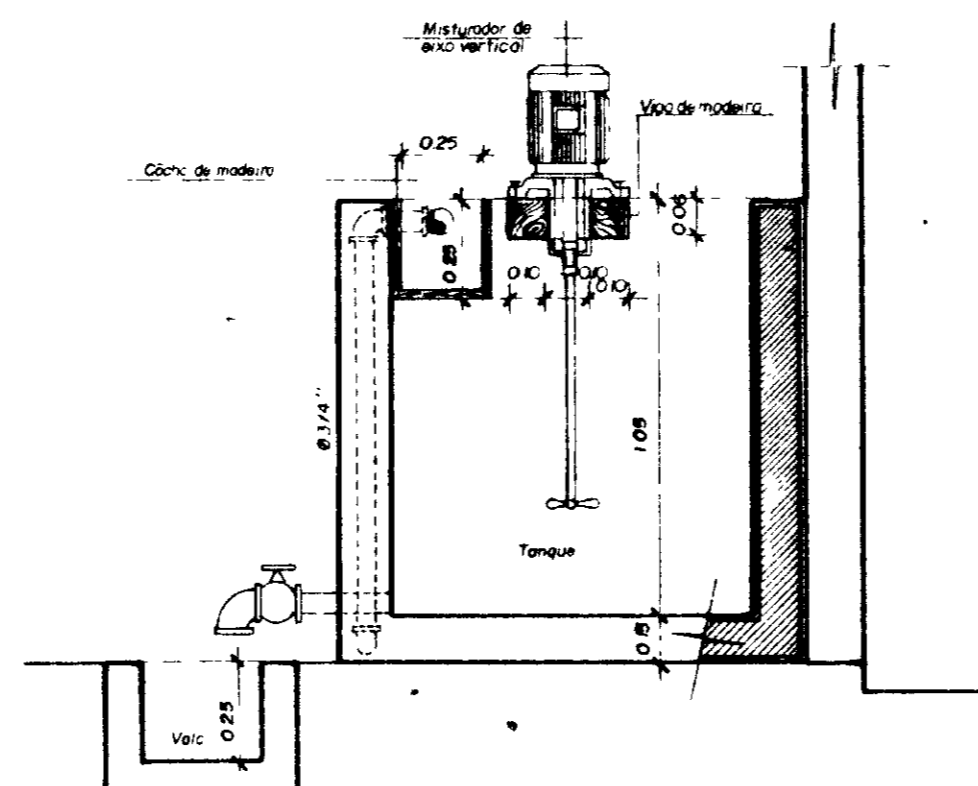 Misturador de
eixo vertical
Viga de madeira
0.25
Côcho de madeira
0.06
0.25
0.10
0.10
0.10
Ø 3/4"
1.05
Tanque
0.15
0.25
Vala